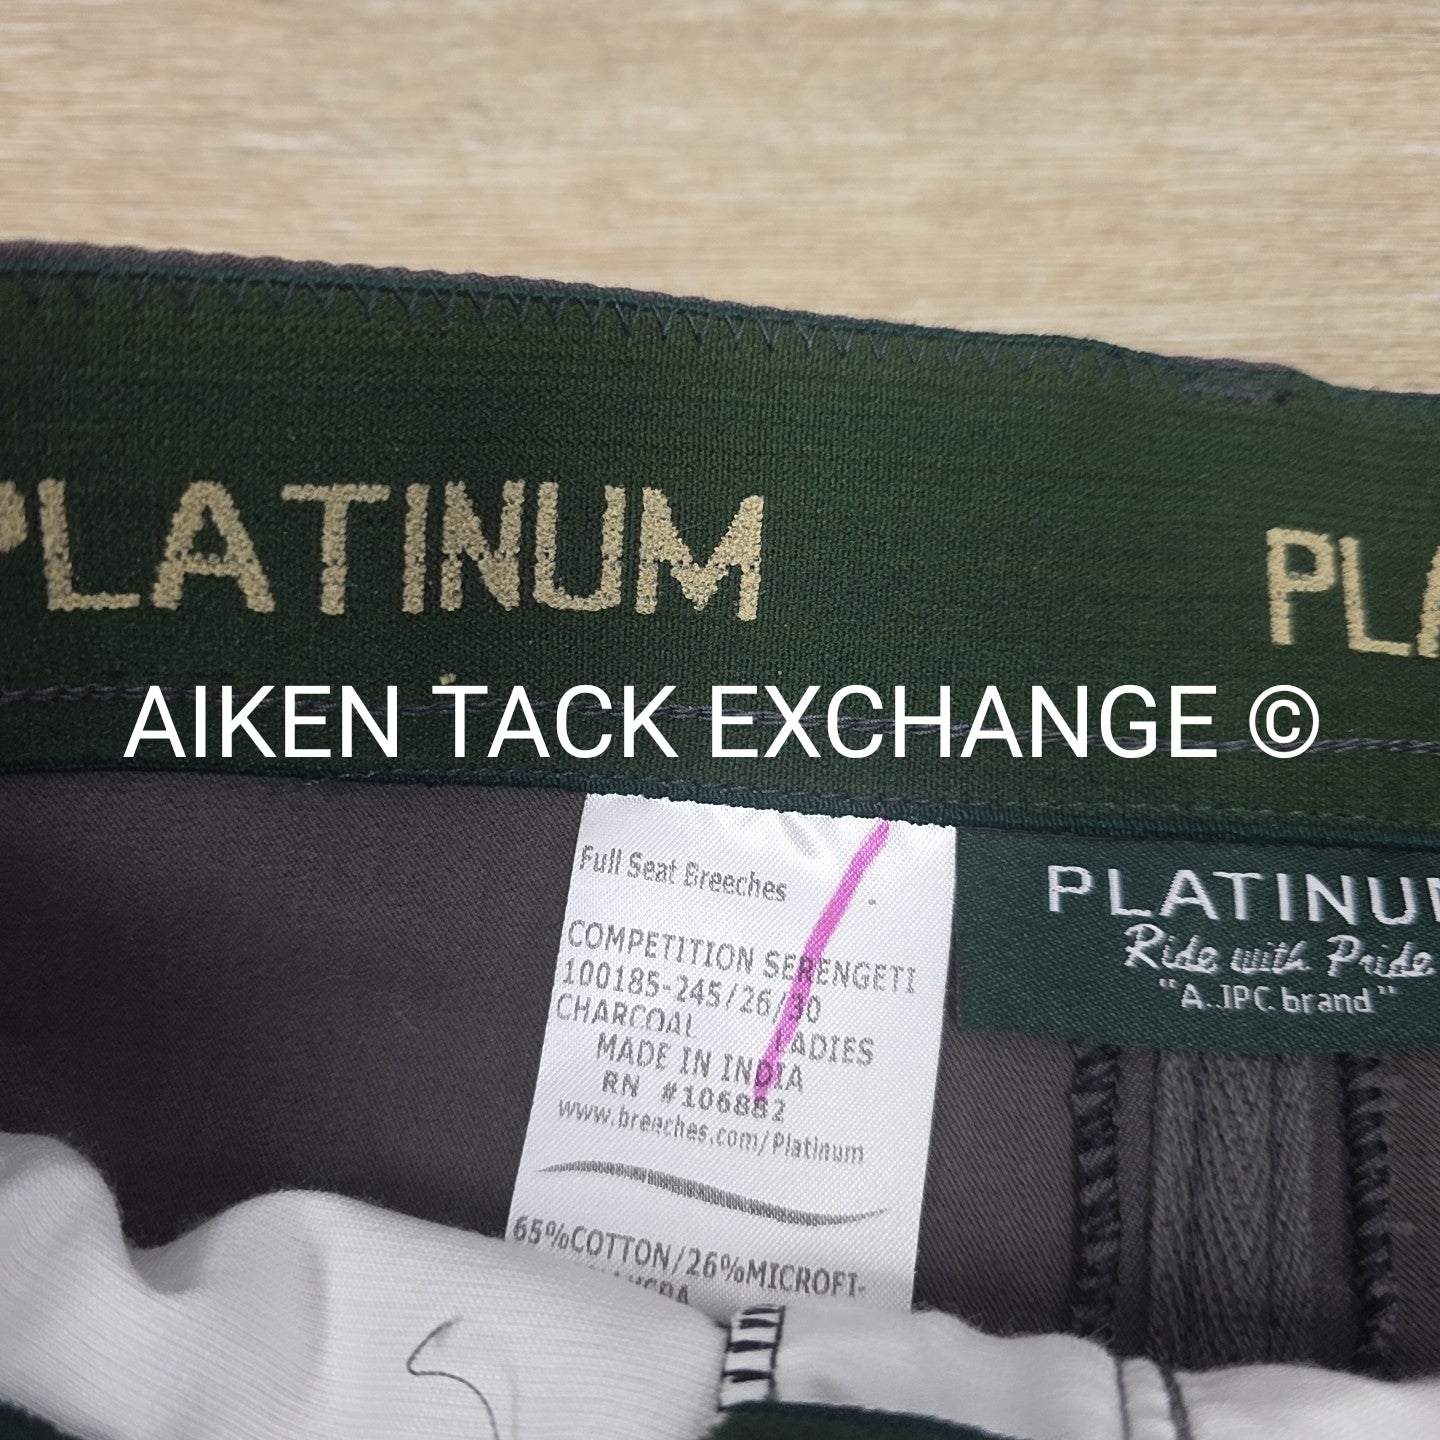 PLATINUM PLA
AIKEN TACK EXCHANGE ©
Full Seat Breeches
COMPETITION SERENGETI
100185-245/26/30
CHARCOAL LADIES
MADE IN INDIA
RN #106882
www.breeches.com/Platinum
65%COTTON/26%MICROFI-
PLATINUM
Ride with Pride
"A JPC brand"